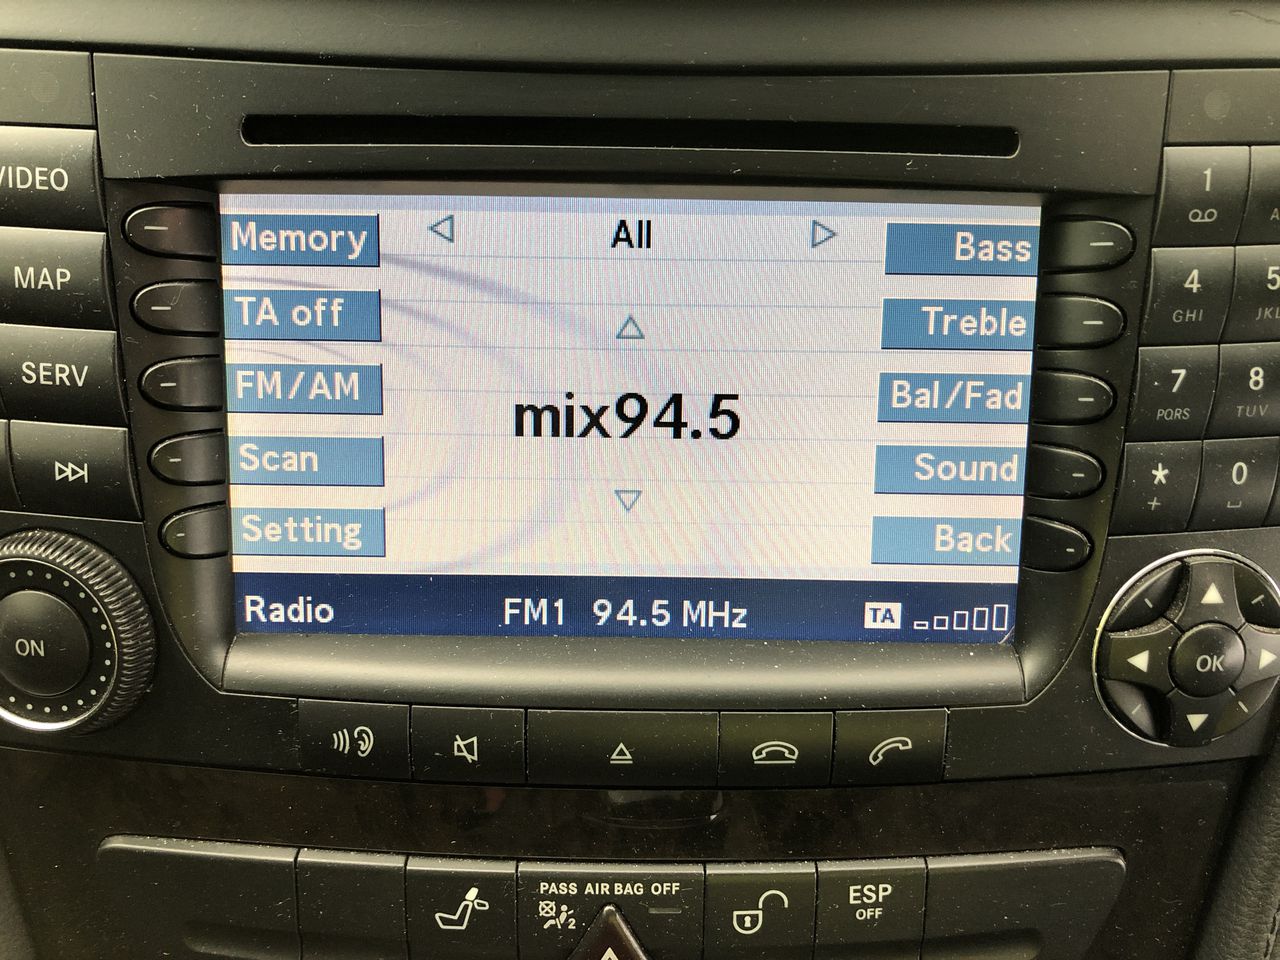 VIDEO
MAP
SERV
ON
Memory
TA off
FM/AM
Scan
Setting
All
mix94.5
Bass
Treble
Bal/Fad
Sound
Back
Radio FM1 94.5 MHz TA
1
4 5
GHI JKL
7 8
PQRS TUV
* 0
+
OK
PASS AIR BAG OFF
2
ESP
OFF